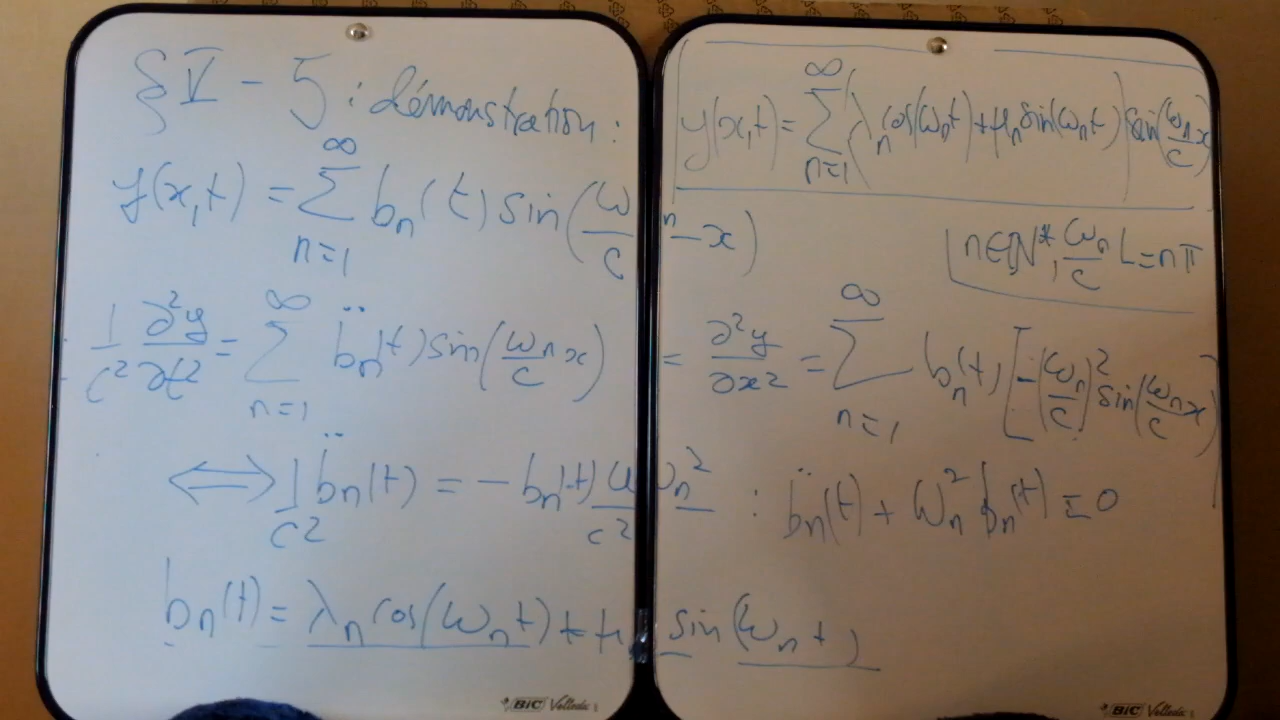 § V - 5 : démonstration :
y(x,t) = ∑_{n=1}^{∞} b_n(t) sin(ω_n/c x)
1/c² ∂²y/∂t² = ∑_{n=1}^{∞} b̈_n(t) sin(ω_n/c x) = ∂²y/∂x² = ∑_{n=1}^{∞} b_n(t) [-(ω_n/c)² sin(ω_n/c x)
⟺ 1/c² b̈_n(t) = - b_n(t) ω_n²/c² : b̈_n(t) + ω_n² b_n(t) = 0
b_n(t) = λ_n cos(ω_n t) + μ_n sin(ω_n t)
y(x,t) = ∑_{n=1}^{∞} (λ_n cos(ω_n t) + μ_n sin(ω_n t)) sin(ω_n/c x)
n∈ℕ*, ω_n/c L = nπ
BIC Velleda
BIC Velleda